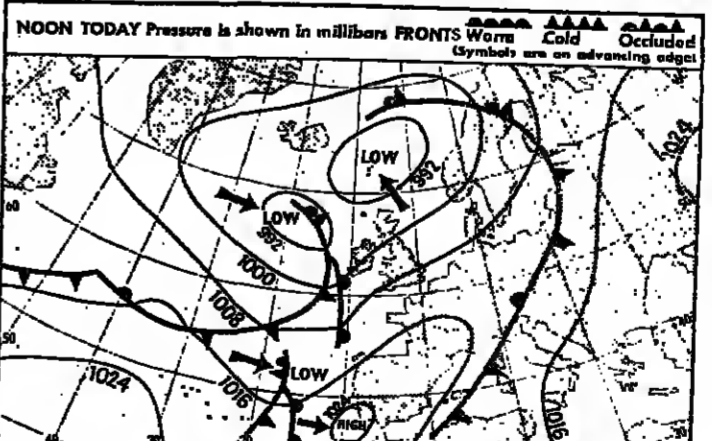 NOON TODAY Pressure is shown in millibars FRONTS Warm Cold Occluded
(Symbols are on advancing edge)
1024
LOW
992
60
LOW
992
1000
1008
50
LOW
1024
1016
HIGH
1016